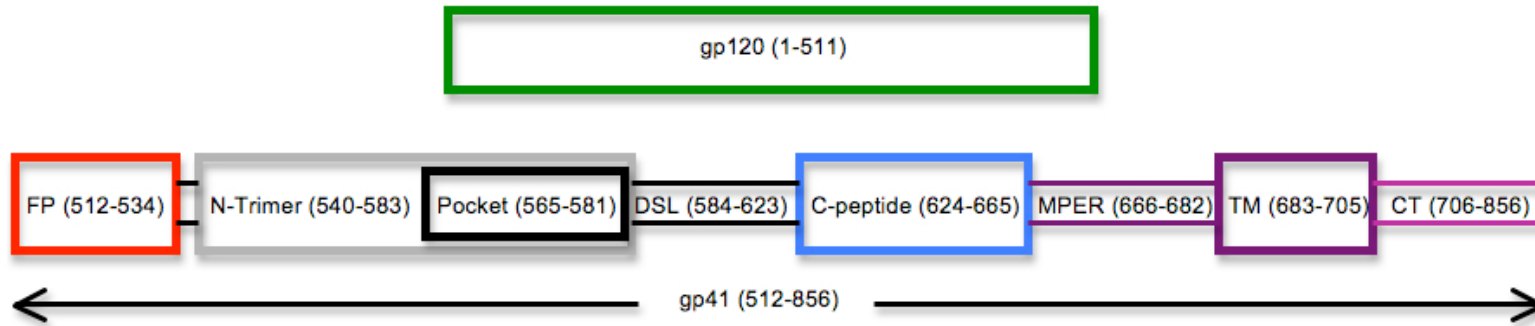 gp120 (1-511)
FP (512-534) N-Trimer (540-583) Pocket (565-581) DSL (584-623) C-peptide (624-665) MPER (666-682) TM (683-705) CT (706-856)
gp41 (512-856)